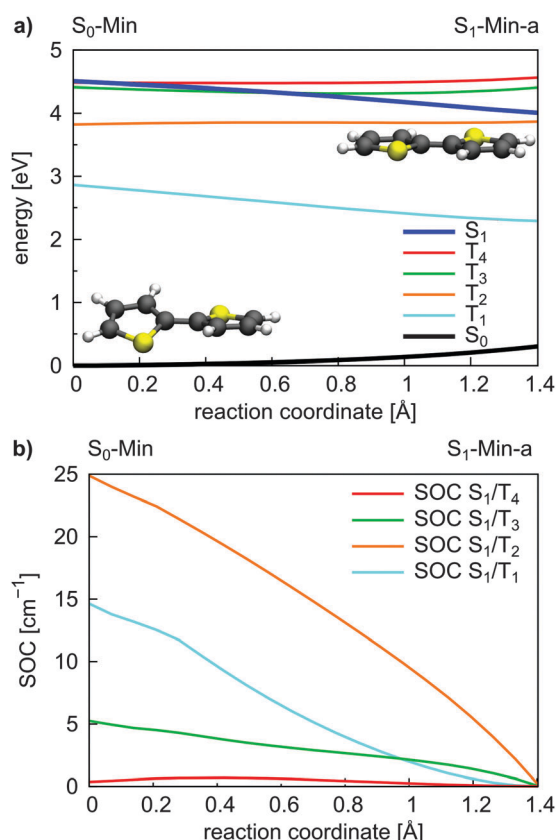 a) S₀-Min S₁-Min-a
5
4
3
2
1
0
energy [eV]
S₁
T₄
T₃
T₂
T₁
S₀
0 0.2 0.4 0.6 0.8 1 1.2 1.4
reaction coordinate [Å]
b) S₀-Min S₁-Min-a
25
20
15
10
5
0
SOC [cm⁻¹]
SOC S₁/T₄
SOC S₁/T₃
SOC S₁/T₂
SOC S₁/T₁
0 0.2 0.4 0.6 0.8 1 1.2 1.4
reaction coordinate [Å]